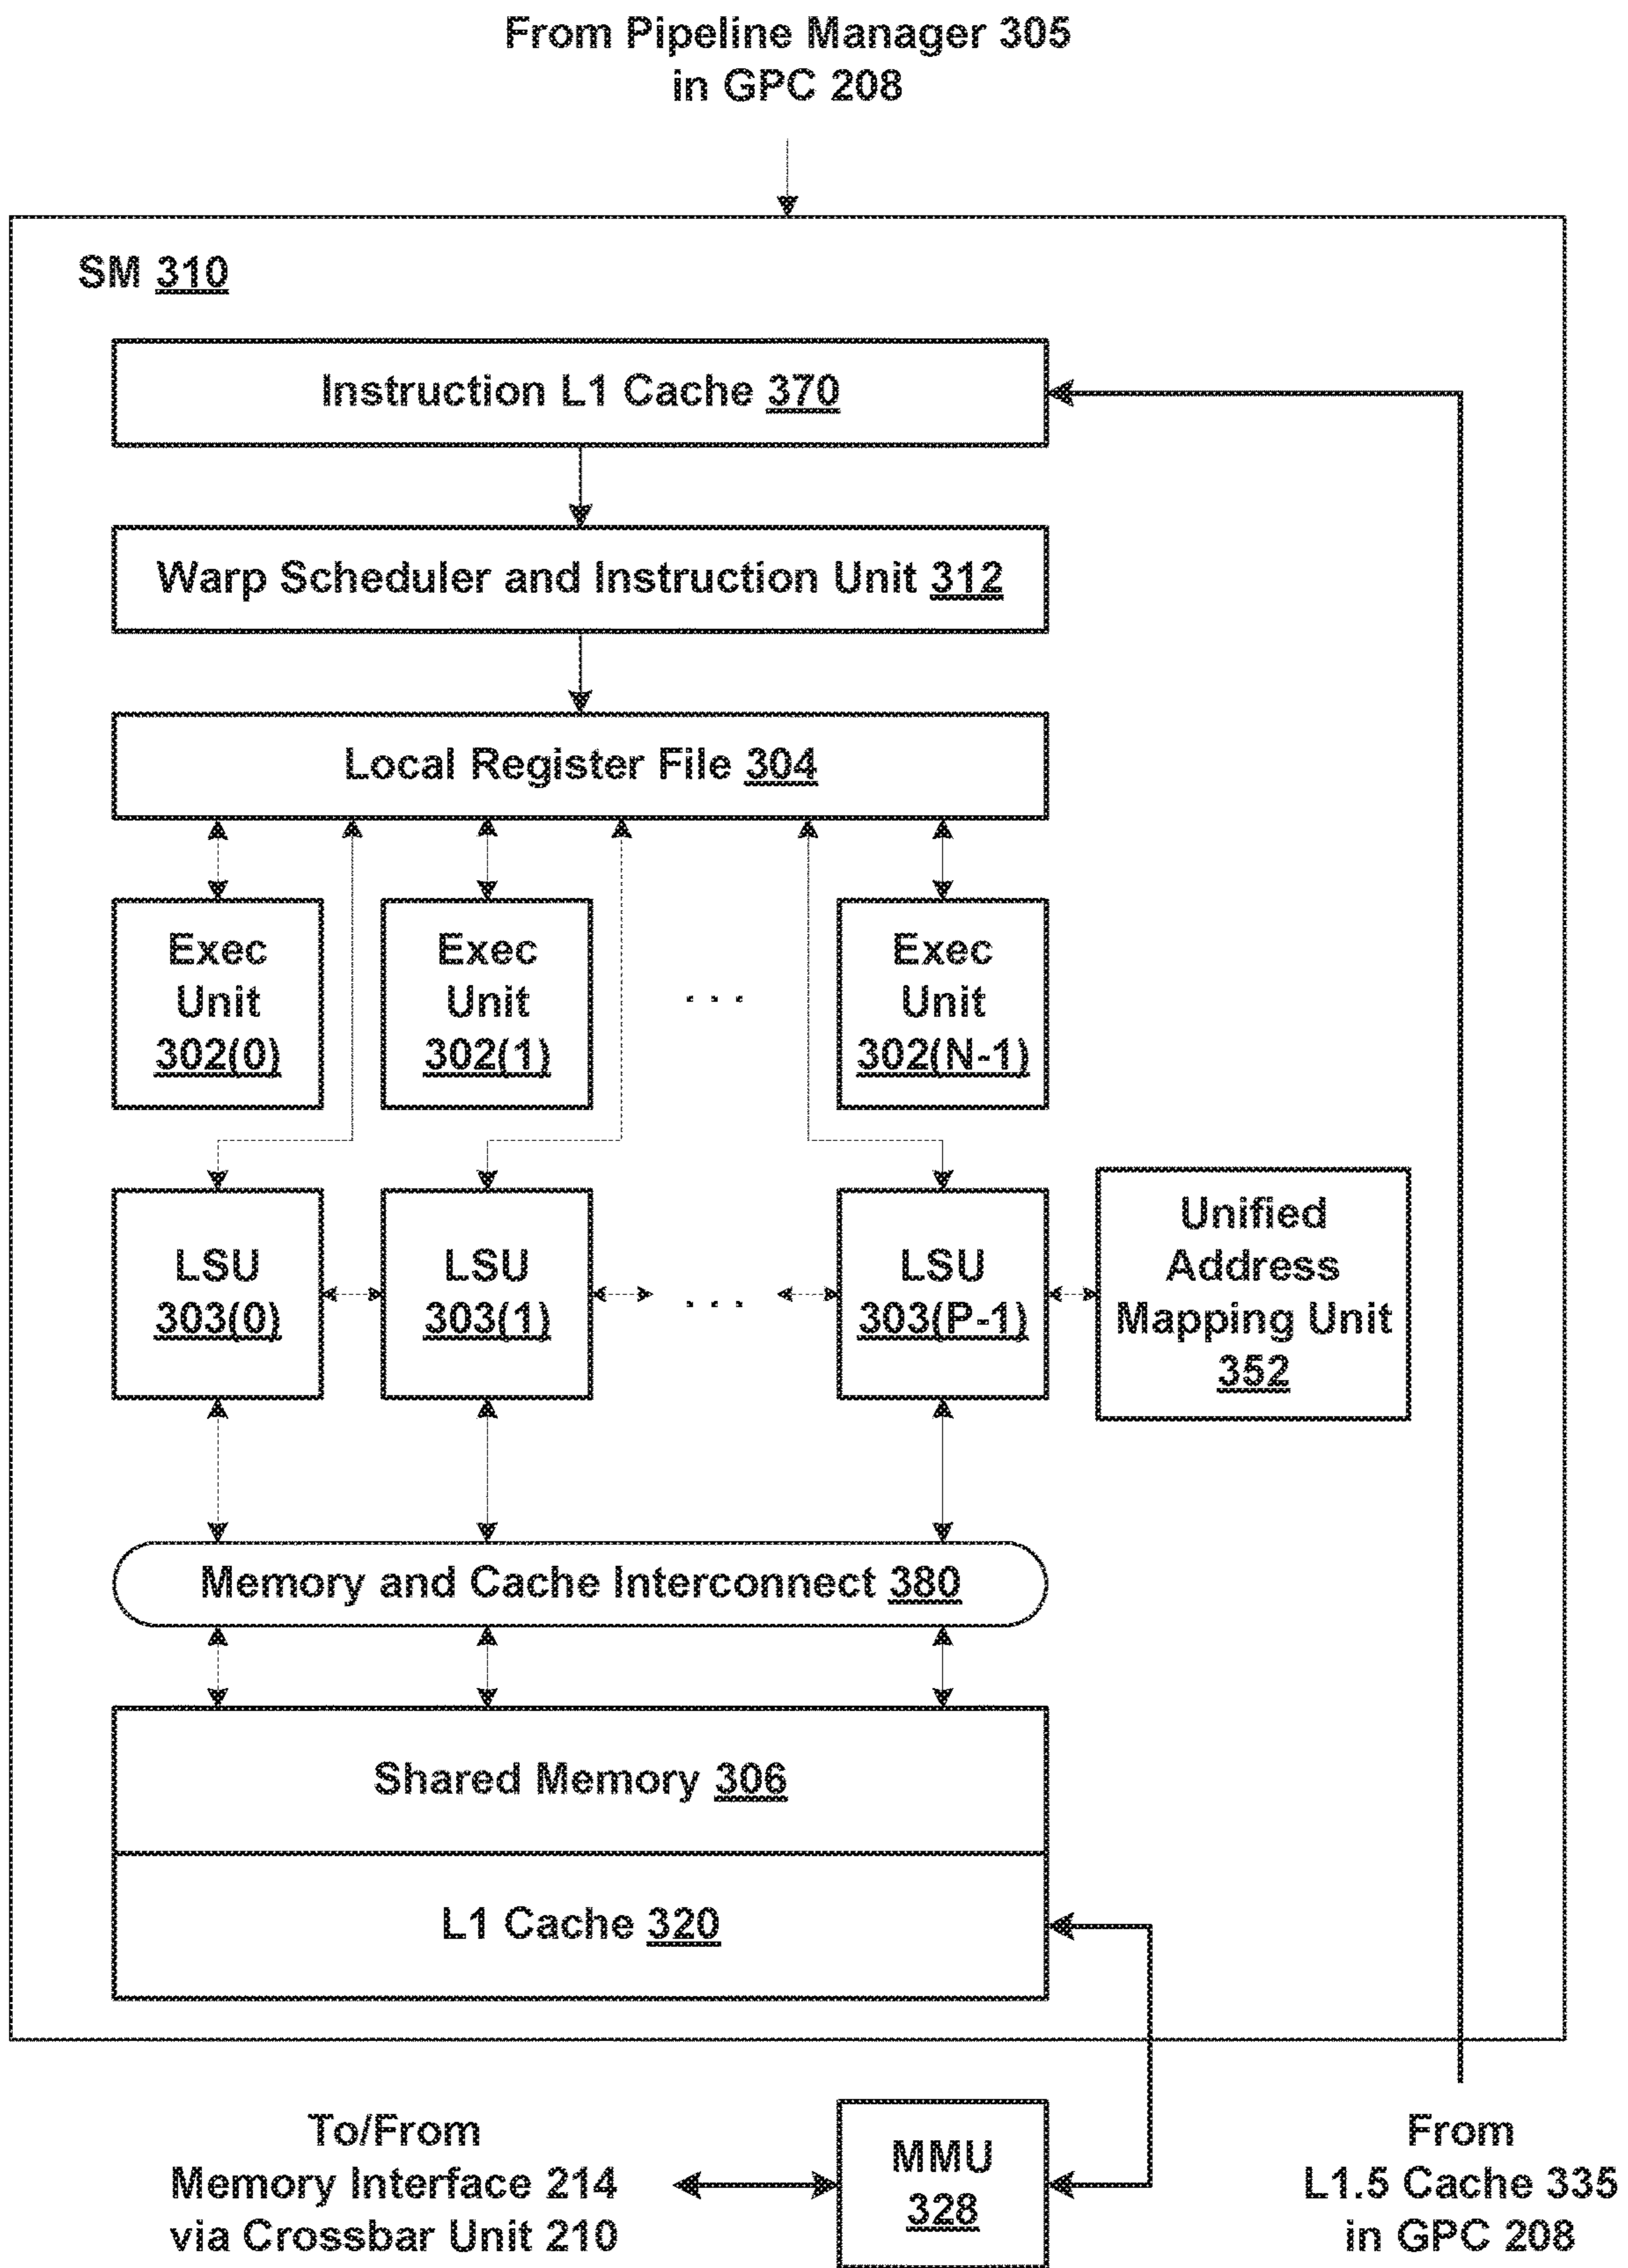 From Pipeline Manager 305
in GPC 208
SM 310
Instruction L1 Cache 370
Warp Scheduler and Instruction Unit 312
Local Register File 304
Exec
Unit
302(0)
Exec
Unit
302(1)
. . .
Exec
Unit
302(N-1)
LSU
303(0)
LSU
303(1)
. . .
LSU
303(P-1)
Unified
Address
Mapping Unit
352
Memory and Cache Interconnect 380
Shared Memory 306
L1 Cache 320
To/From
Memory Interface 214
via Crossbar Unit 210
MMU
328
From
L1.5 Cache 335
in GPC 208